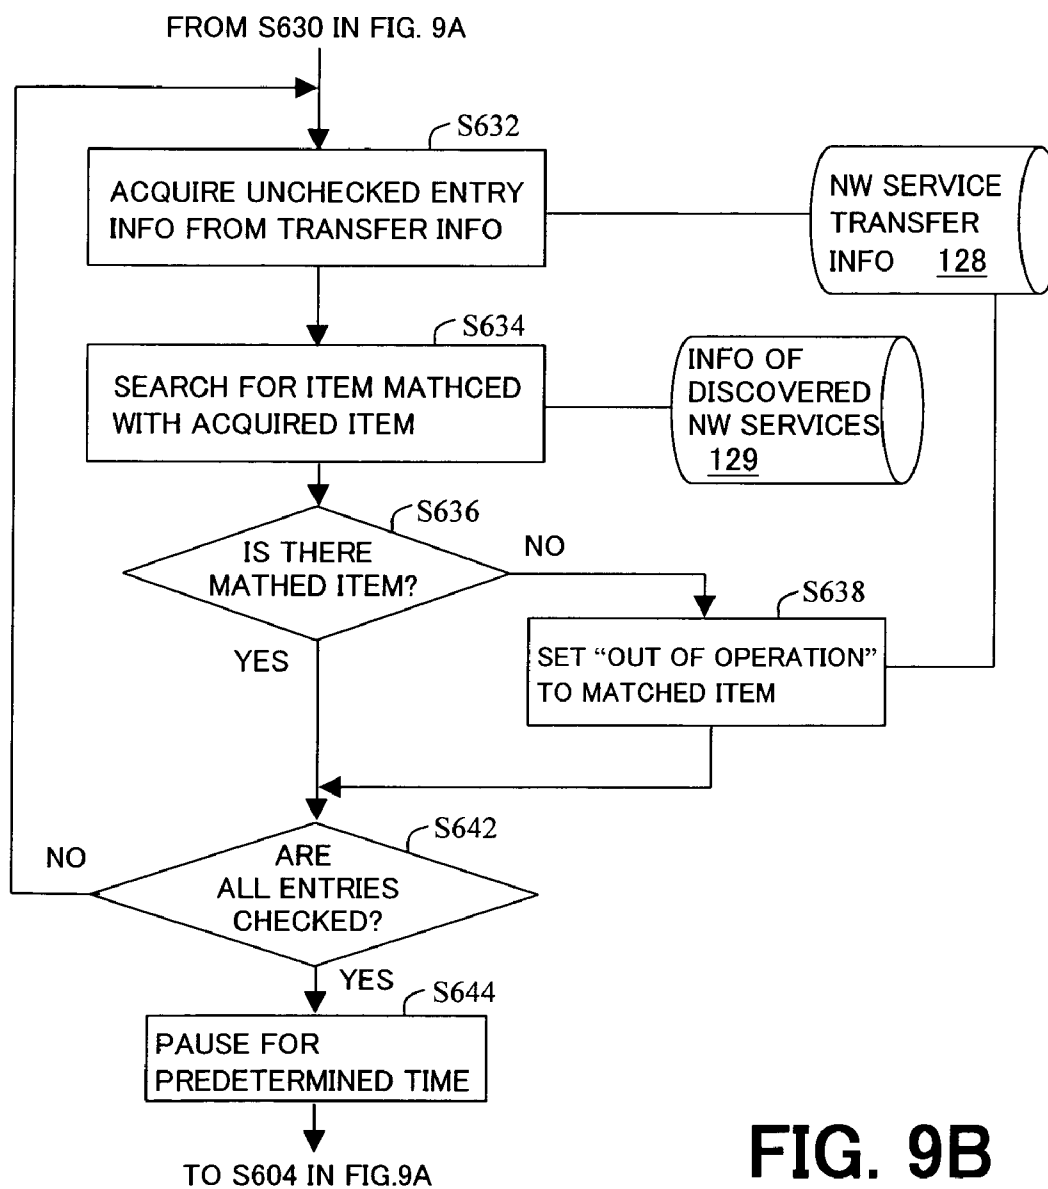 FROM S630 IN FIG. 9A
S632
ACQUIRE UNCHECKED ENTRY
INFO FROM TRANSFER INFO
NW SERVICE
TRANSFER
INFO 128
S634
SEARCH FOR ITEM MATHCED
WITH ACQUIRED ITEM
INFO OF
DISCOVERED
NW SERVICES
129
S636
IS THERE
MATHED ITEM?
NO
YES
S638
SET “OUT OF OPERATION”
TO MATCHED ITEM
S642
NO
ARE
ALL ENTRIES
CHECKED?
YES
S644
PAUSE FOR
PREDETERMINED TIME
TO S604 IN FIG.9A
FIG. 9B